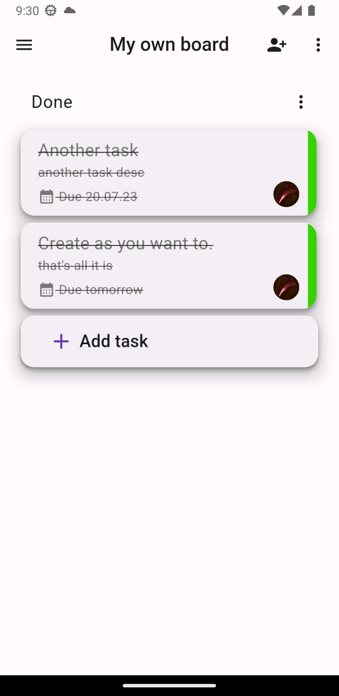 9:30
My own board
Done
Another task
another task desc
Due 20.07.23
Create as you want to.
that's all it is
Due tomorrow
Add task